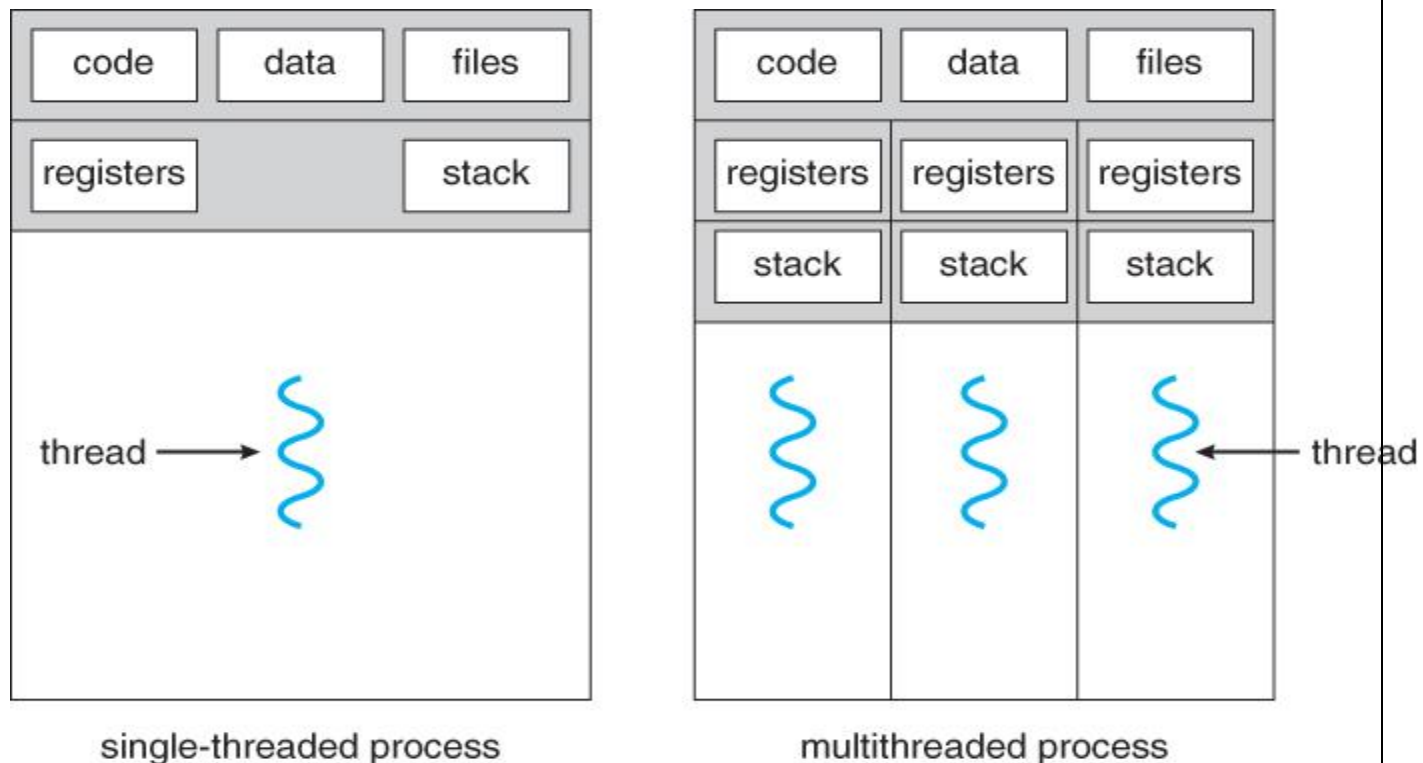 code data files code data files
registers stack registers registers registers
stack stack stack
thread thread
single-threaded process multithreaded process